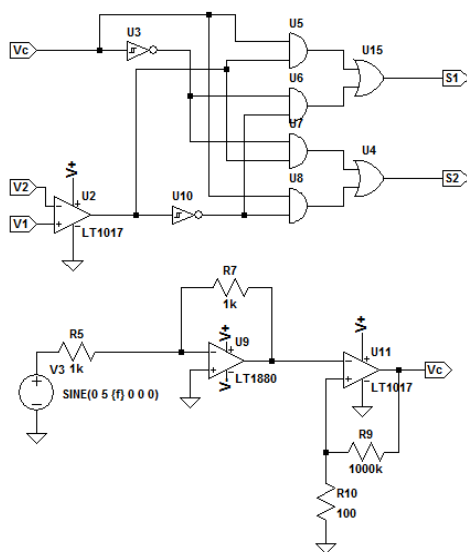 Vc
U3
U5
U15
S1
U6
U7
U4
S2
U8
V+
V2
V1
U2
LT1017
U10
R7
1k
R5
1k
V3
SINE(0 5 {f} 0 0 0)
V+
U9
LT1880
V-
V+
U11
LT1017
Vc
R9
1000k
R10
100